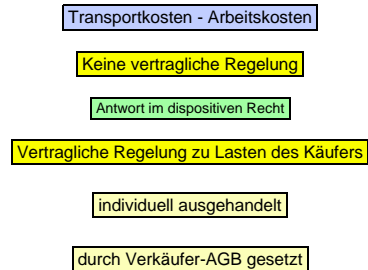 Transportkosten - Arbeitskosten
Keine vertragliche Regelung
Antwort im dispositiven Recht
Vertragliche Regelung zu Lasten des Käufers
individuell ausgehandelt
durch Verkäufer-AGB gesetzt